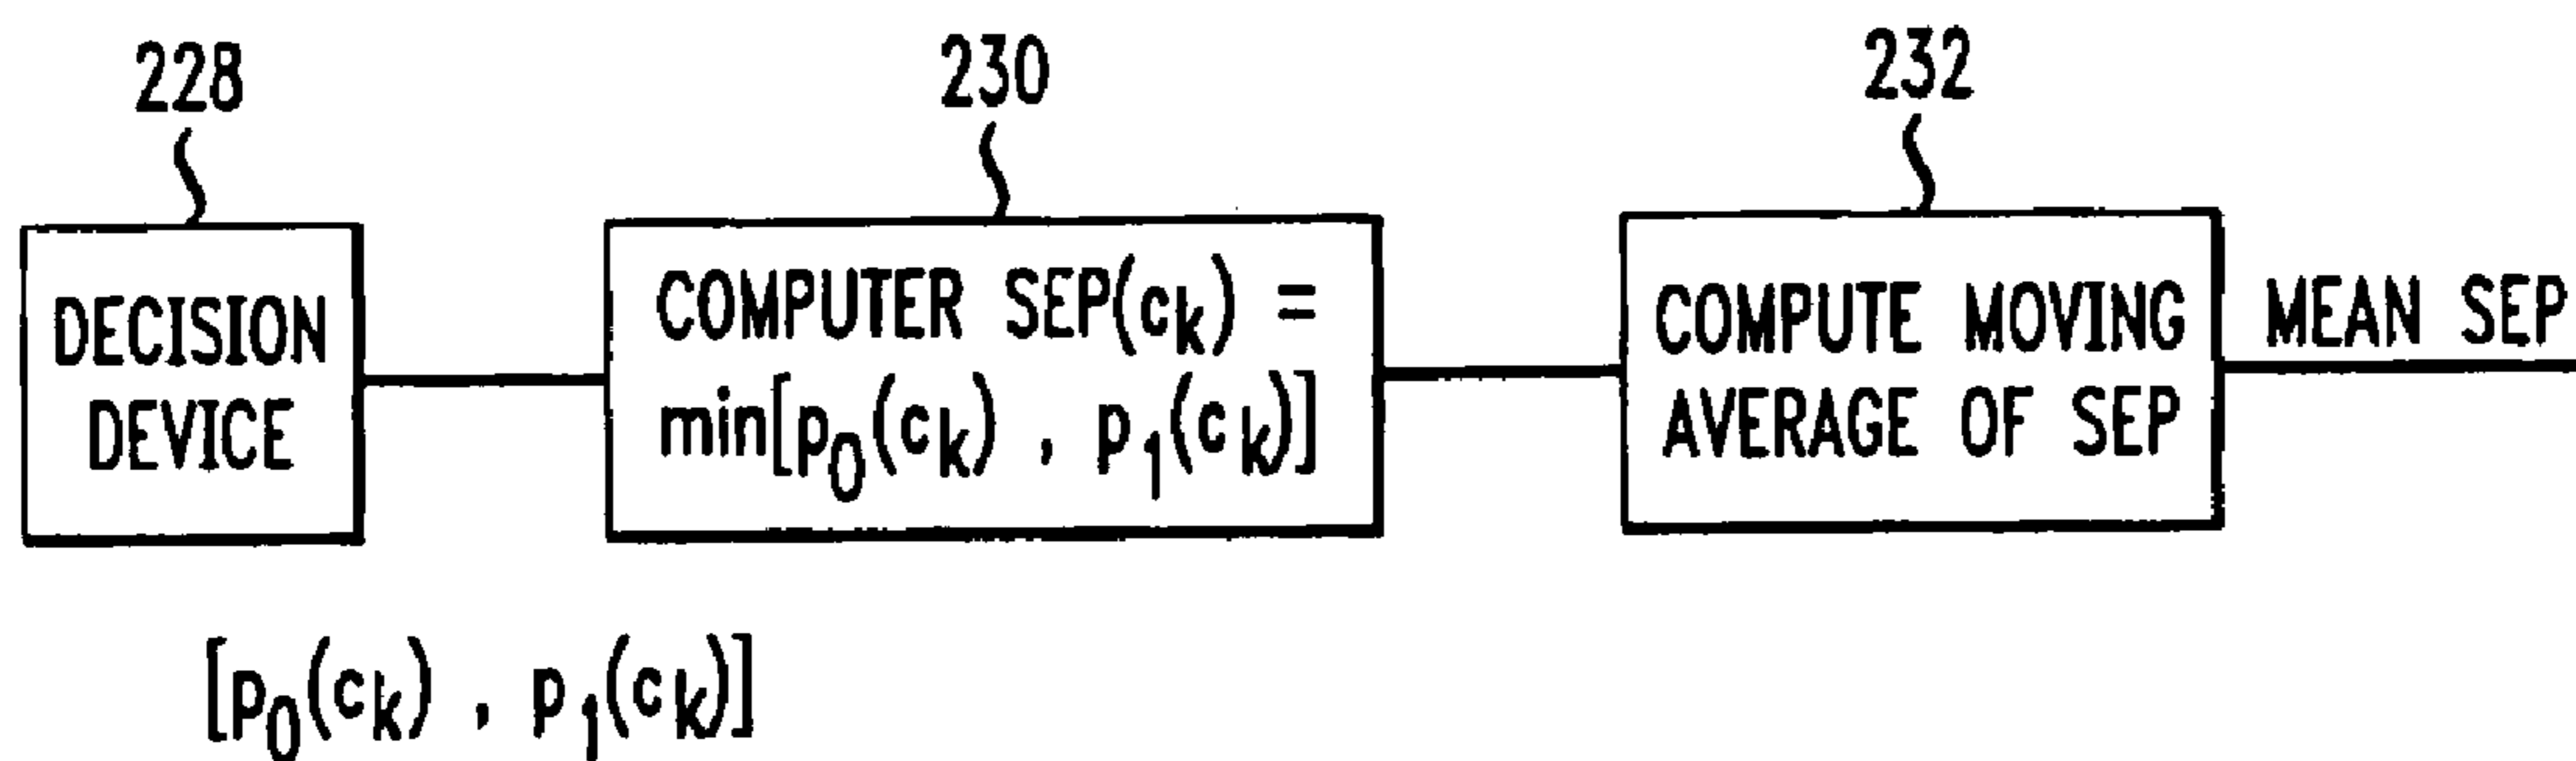 228
230
232
DECISION
DEVICE
COMPUTER SEP(ck) =
min[p0(ck) , p1(ck)]
COMPUTE MOVING
AVERAGE OF SEP
MEAN SEP
[p0(ck) , p1(ck)]